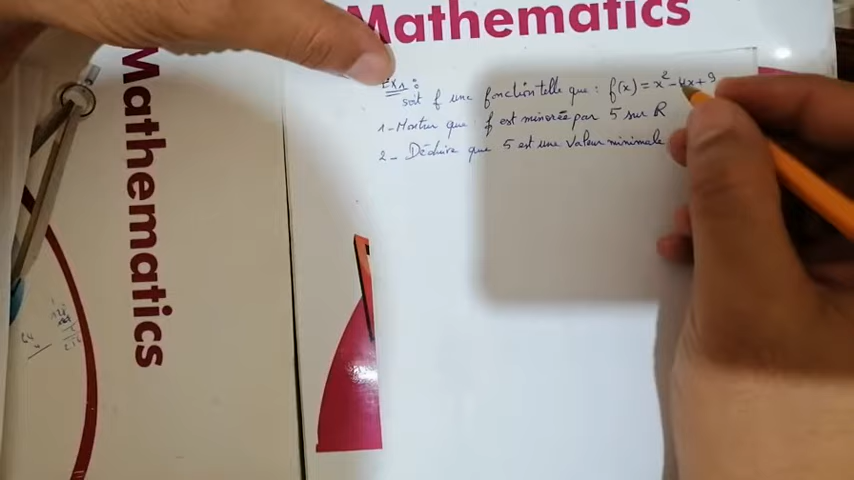 Mathematics
Mathematics
Ex1:
soit f une fonction telle que : f(x) = x² - 4x + 9
1 - Montrer que f est minorée par 5 sur R
2 - Déduire que 5 est une valeur minimale